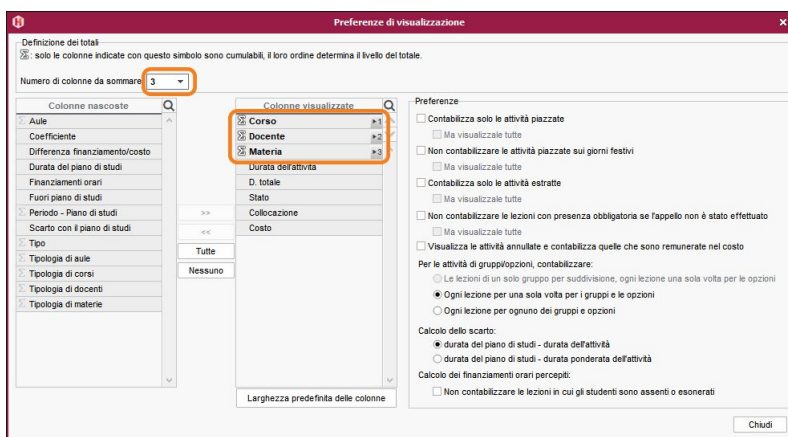 Preferenze di visualizzazione
Definizione dei totali
Σ : solo le colonne indicate con questo simbolo sono cumulabili, il loro ordine determina il livello del totale.
Numero di colonne da sommare 3
Colonne nascoste
Σ Aule
Coefficiente
Differenza finanziamento/costo
Durata del piano di studi
Finanziamenti orari
Fuori piano di studi
Σ Periodo - Piano di studi
Scarto con il piano di studi
Σ Tipo
Σ Tipologia di aule
Σ Tipologia di corsi
Σ Tipologia di docenti
Σ Tipologia di materie
>>
<<
Tutte
Nessuno
Colonne visualizzate
Σ Corso 1
Σ Docente 2
Σ Materia 3
Durata dell'attività
D. totale
Stato
Collocazione
Costo
Larghezza predefinita delle colonne
Preferenze
Contabilizza solo le attività piazzate
Ma visualizzale tutte
Non contabilizzare le attività piazzate sui giorni festivi
Ma visualizzale tutte
Contabilizza solo le attività estratte
Ma visualizzale tutte
Non contabilizzare le lezioni con presenza obbligatoria se l'appello non è stato effettuato
Ma visualizzale tutte
Visualizza le attività annullate e contabilizza quelle che sono remunerate nel costo
Per le attività di gruppi/opzioni, contabilizzare:
Le lezioni di un solo gruppo per suddivisione, ogni lezione una sola volta per le opzioni
Ogni lezione per una sola volta per i gruppi e le opzioni
Ogni lezione per ognuno dei gruppi e opzioni
Calcolo dello scarto:
durata del piano di studi - durata dell'attività
durata del piano di studi - durata ponderata dell'attività
Calcolo dei finanziamenti orari percepiti:
Non contabilizzare le lezioni in cui gli studenti sono assenti o esonerati
Chiudi